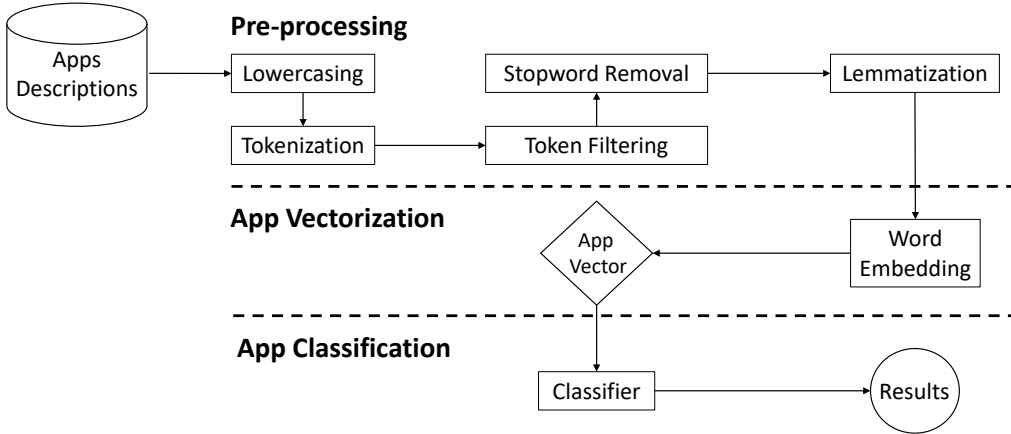 Pre-processing
Apps
Descriptions
Lowercasing
Stopword Removal
Lemmatization
Tokenization
Token Filtering
App Vectorization
App
Vector
Word
Embedding
App Classification
Classifier
Results